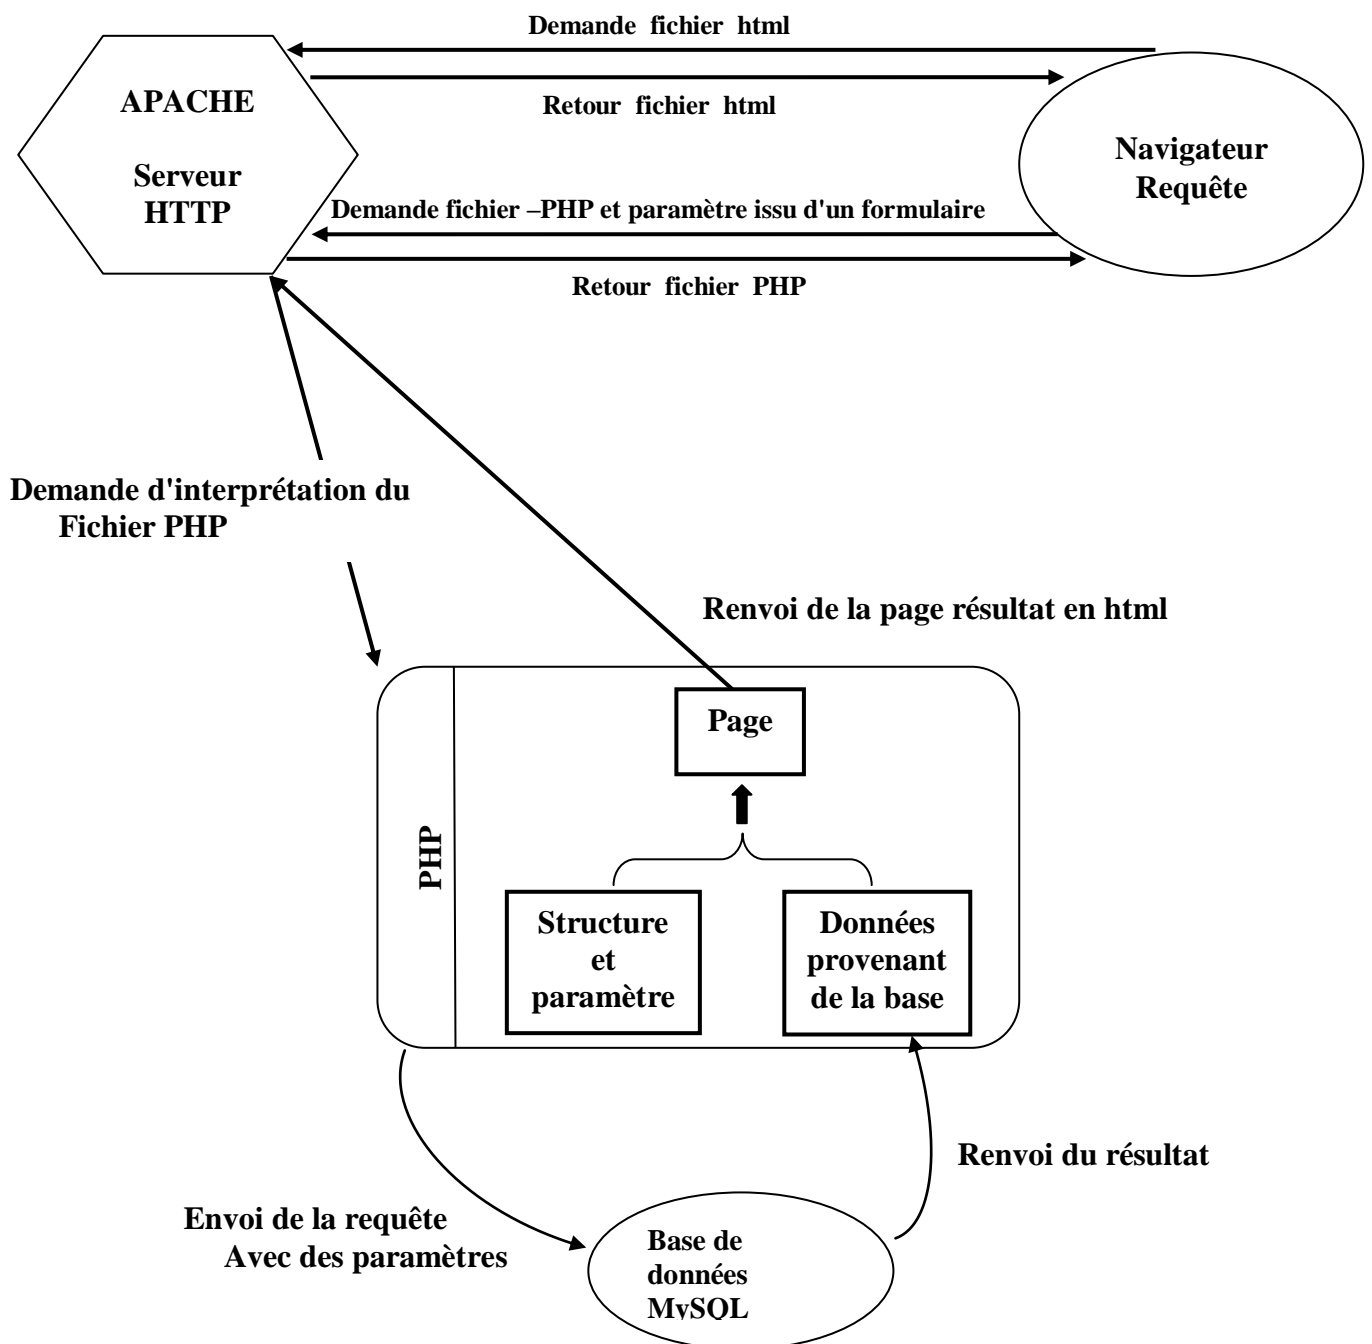 Demande fichier html
Retour fichier html
APACHE
Serveur
HTTP
Navigateur
Requête
Demande fichier –PHP et paramètre issu d'un formulaire
Retour fichier PHP
Demande d'interprétation du
Fichier PHP
Renvoi de la page résultat en html
Page
PHP
Structure
et
paramètre
Données
provenant
de la base
Renvoi du résultat
Envoi de la requête
Avec des paramètres
Base de
données
MySQL